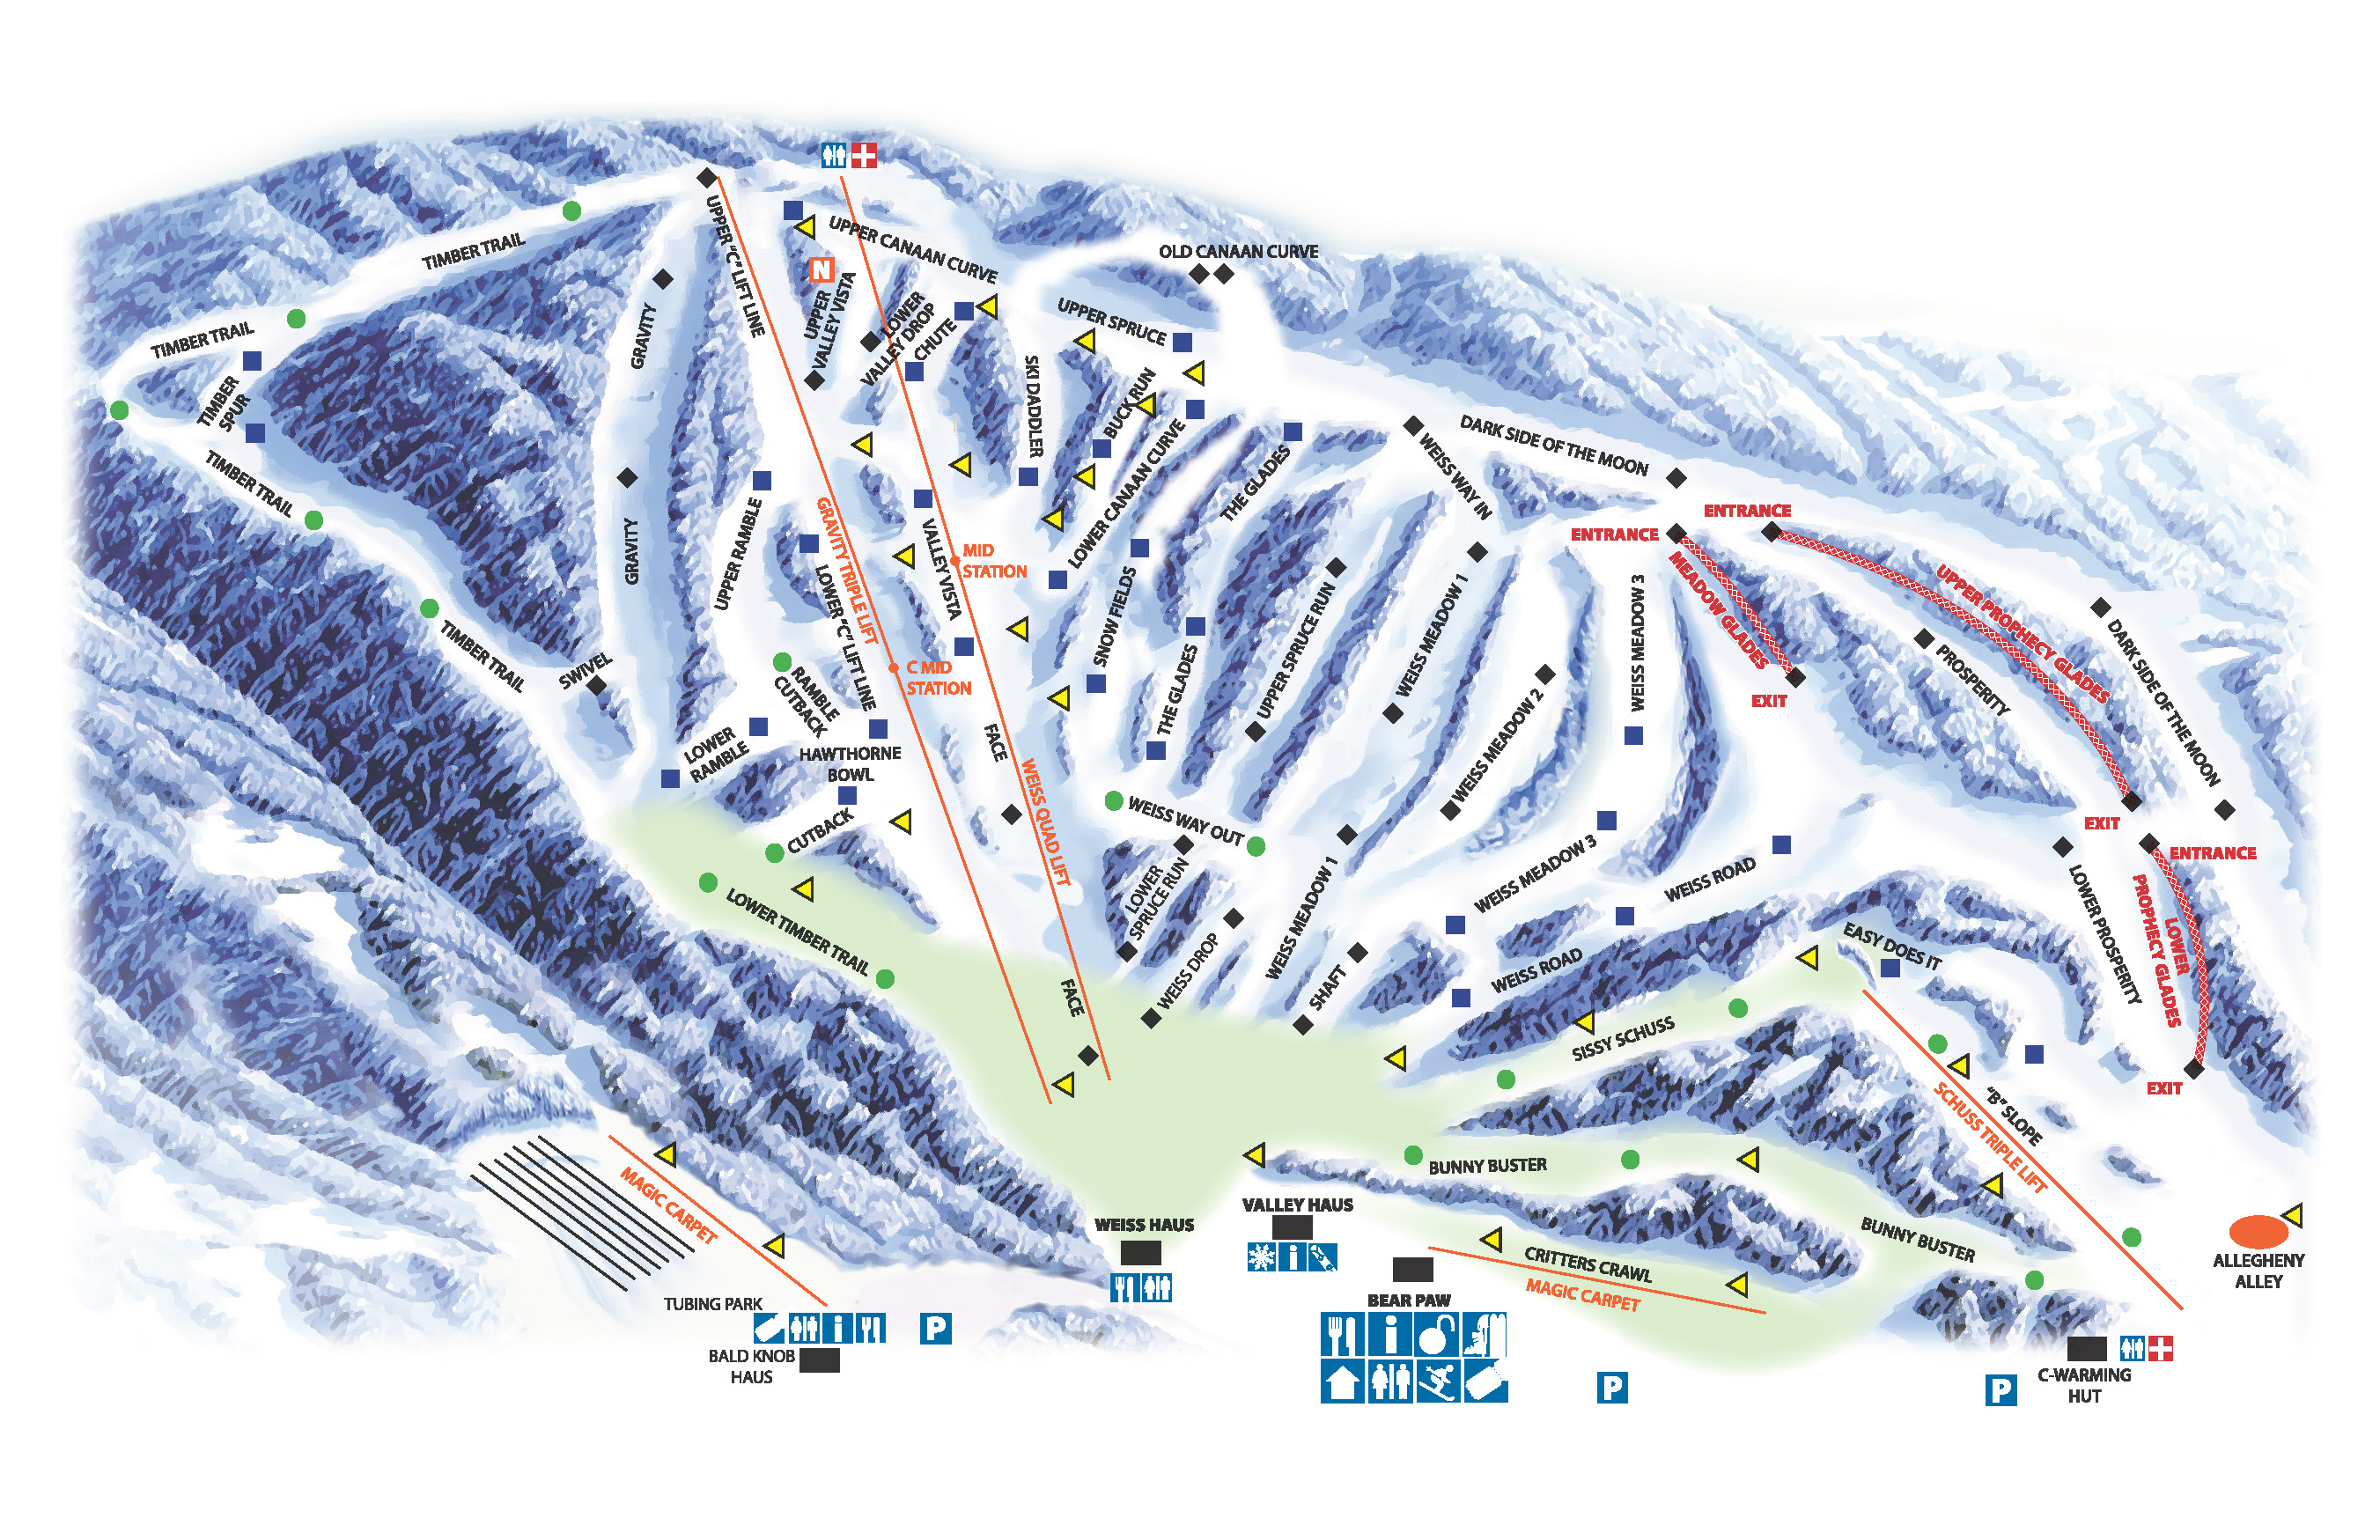 UPPER "C" LIFT LINE
UPPER CANAAN CURVE
OLD CANAAN CURVE
TIMBER TRAIL
TIMBER TRAIL
TIMBER
SPUR
TIMBER TRAIL
TIMBER TRAIL
GRAVITY
GRAVITY
SWIVEL
N
UPPER
VALLEY VISTA
LOWER
VALLEY DROP
CHUTE
SKI DADDLER
UPPER SPRUCE
BUCK RUN
LOWER CANAAN CURVE
THE GLADES
WEISS WAY IN
DARK SIDE OF THE MOON
ENTRANCE
ENTRANCE
MEADOW GLADES
EXIT
UPPER PROPHECY GLADES
PROSPERITY
DARK SIDE OF THE MOON
EXIT
ENTRANCE
LOWER
PROPHECY GLADES
EXIT
LOWER PROSPERITY
UPPER RAMBLE
GRAVITY TRIPLE LIFT
LOWER "C" LIFT LINE
VALLEY VISTA
MID
STATION
C MID
STATION
RAMBLE
CUTBACK
LOWER
RAMBLE
HAWTHORNE
BOWL
CUTBACK
LOWER TIMBER TRAIL
FACE
WEISS QUAD LIFT
FACE
SNOW FIELDS
THE GLADES
UPPER SPRUCE RUN
WEISS MEADOW 1
WEISS MEADOW 2
WEISS MEADOW 3
WEISS WAY OUT
LOWER
SPRUCE RUN
WEISS DROP
WEISS MEADOW 1
SHAFT
WEISS MEADOW 3
WEISS ROAD
WEISS ROAD
SISSY SCHUSS
EASY DOES IT
"B" SLOPE
SCHUSS TRIPLE LIFT
BUNNY BUSTER
BUNNY BUSTER
CRITTERS CRAWL
MAGIC CARPET
ALLEGHENY
ALLEY
MAGIC CARPET
TUBING PARK
i
P
BALD KNOB
HAUS
WEISS HAUS
VALLEY HAUS
i
BEAR PAW
i
P
P
C-WARMING
HUT